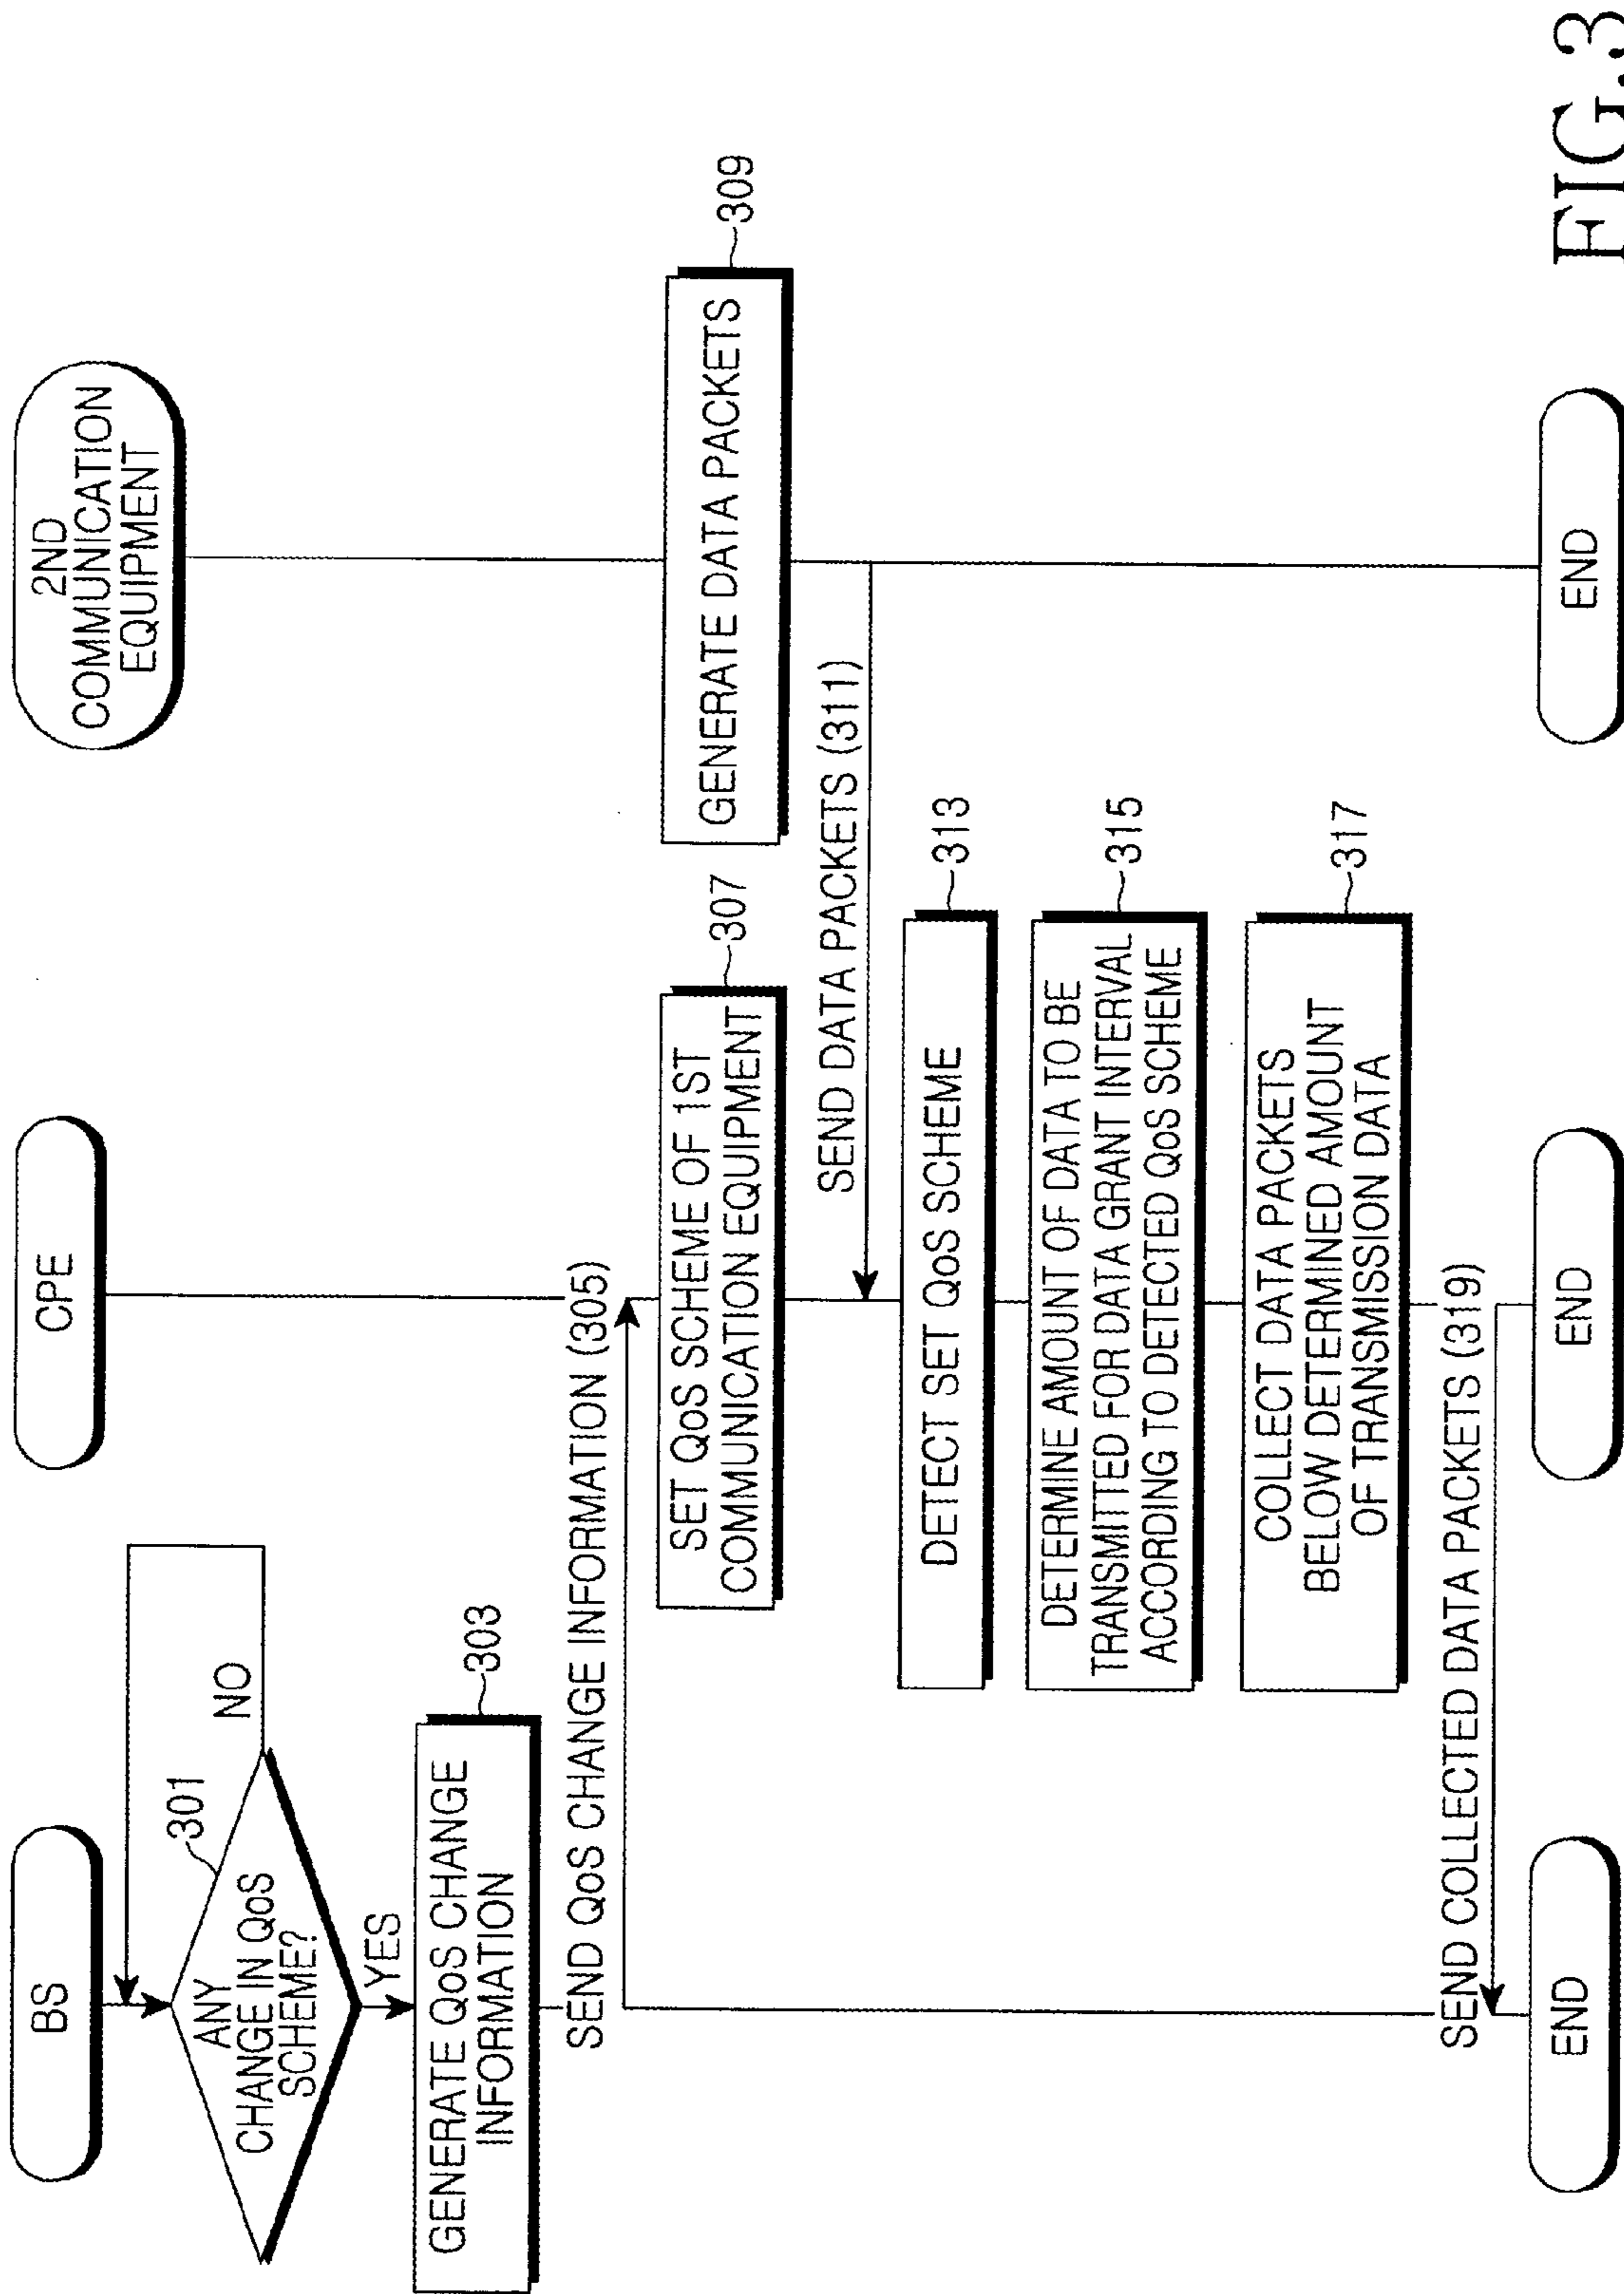 BS
CPE
2ND
COMMUNICATION
EQUIPMENT
301
ANY
CHANGE IN QoS
SCHEME?
NO
YES
303
GENERATE QoS CHANGE
INFORMATION
SEND QoS CHANGE INFORMATION (305)
307
SET QoS SCHEME OF 1ST
COMMUNICATION EQUIPMENT
309
GENERATE DATA PACKETS
SEND DATA PACKETS (311)
313
DETECT SET QoS SCHEME
315
DETERMINE AMOUNT OF DATA TO BE
TRANSMITTED FOR DATA GRANT INTERVAL
ACCORDING TO DETECTED QoS SCHEME
317
COLLECT DATA PACKETS
BELOW DETERMINED AMOUNT
OF TRANSMISSION DATA
SEND COLLECTED DATA PACKETS (319)
END
END
END
FIG.3